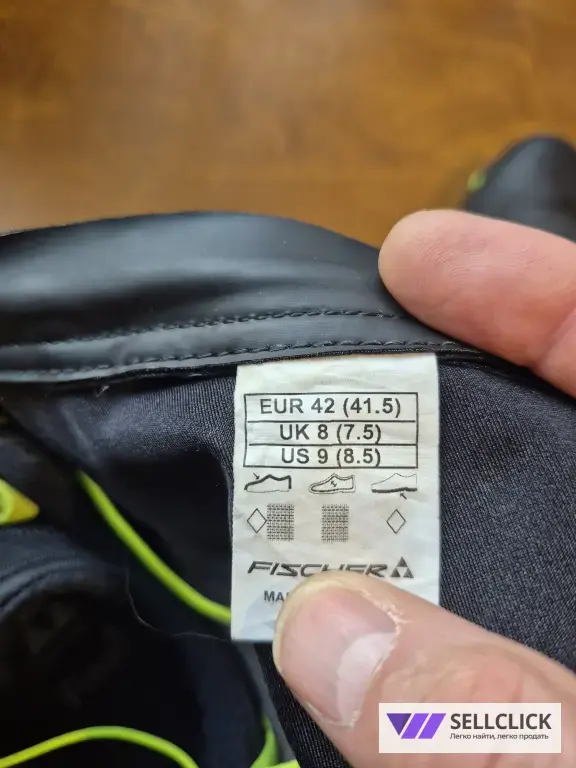 EUR 42 (41.5)
UK 8 (7.5)
US 9 (8.5)
FISCHER
SELLCLICK
Легко найти, легко продать